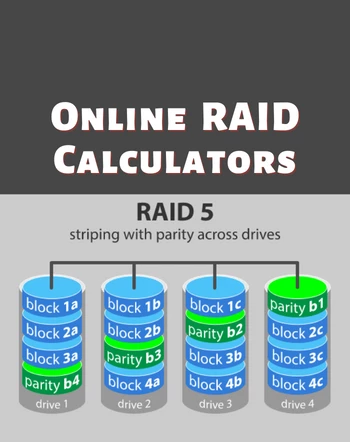 Online RAID
Calculators
RAID 5
striping with parity across drives
block 1a block 1b block 1c parity b1
block 2a block 2b parity b2 block 2c
block 3a parity b3 block 3b block 3c
parity b4 block 4a block 4b block 4c
drive 1 drive 2 drive 3 drive 4